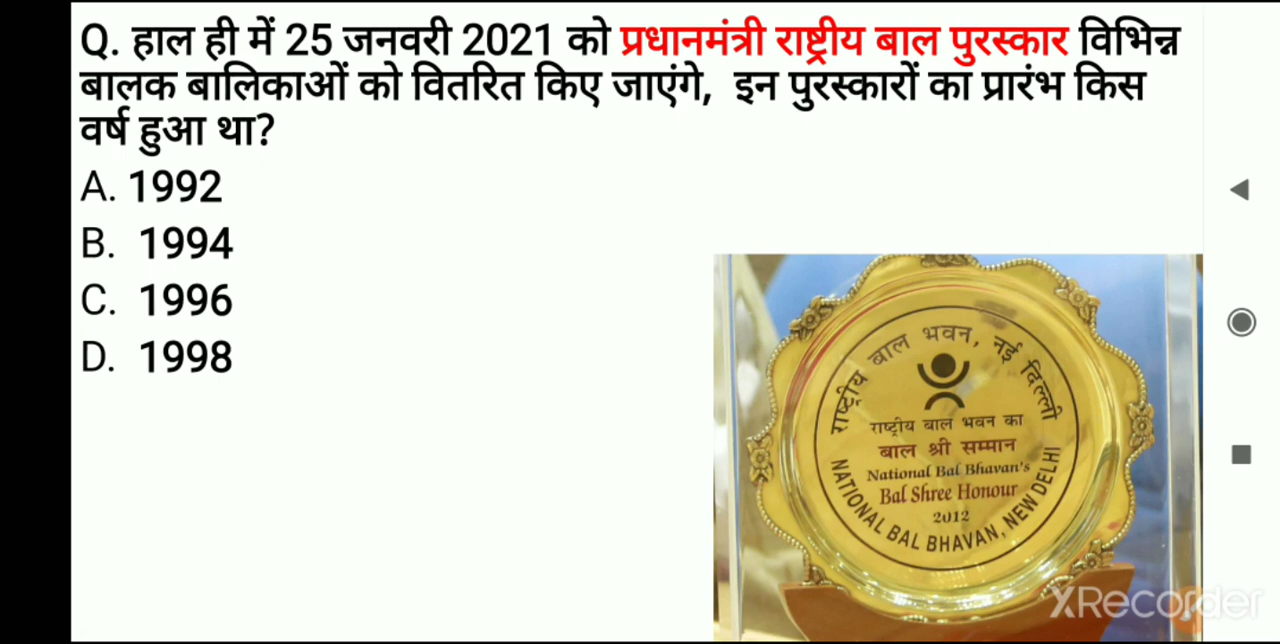 Q. हाल ही में 25 जनवरी 2021 को प्रधानमंत्री राष्ट्रीय बाल पुरस्कार विभिन्न
बालक बालिकाओं को वितरित किए जाएंगे, इन पुरस्कारों का प्रारंभ किस
वर्ष हुआ था?
A. 1992
B. 1994
C. 1996
D. 1998
राष्ट्रीय बाल भवन, नई दिल्ली
राष्ट्रीय बाल भवन का
बाल श्री सम्मान
National Bal Bhavan's
Bal Shree Honour
2012
NATIONAL BAL BHAVAN, NEW DELHI
XRecorder